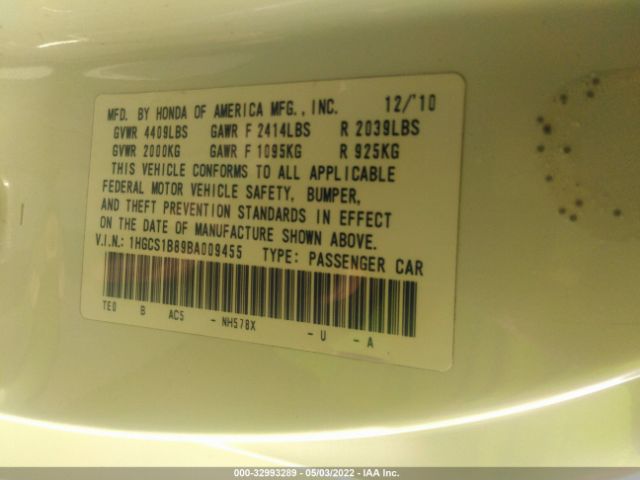 MFD. BY HONDA OF AMERICA MFG., INC. 12/'10
GVWR 4409LBS GAWR F 2414LBS R 2039LBS
GVWR 2000KG GAWR F 1095KG R 925KG
THIS VEHICLE CONFORMS TO ALL APPLICABLE
FEDERAL MOTOR VEHICLE SAFETY, BUMPER,
AND THEFT PREVENTION STANDARDS IN EFFECT
ON THE DATE OF MANUFACTURE SHOWN ABOVE.
V.I.N.: 1HGCS1B89BA009455 TYPE: PASSENGER CAR
TE0 B AC5 - NH578X - U - A
000-32993289 - 05/03/2022 - IAA Inc.